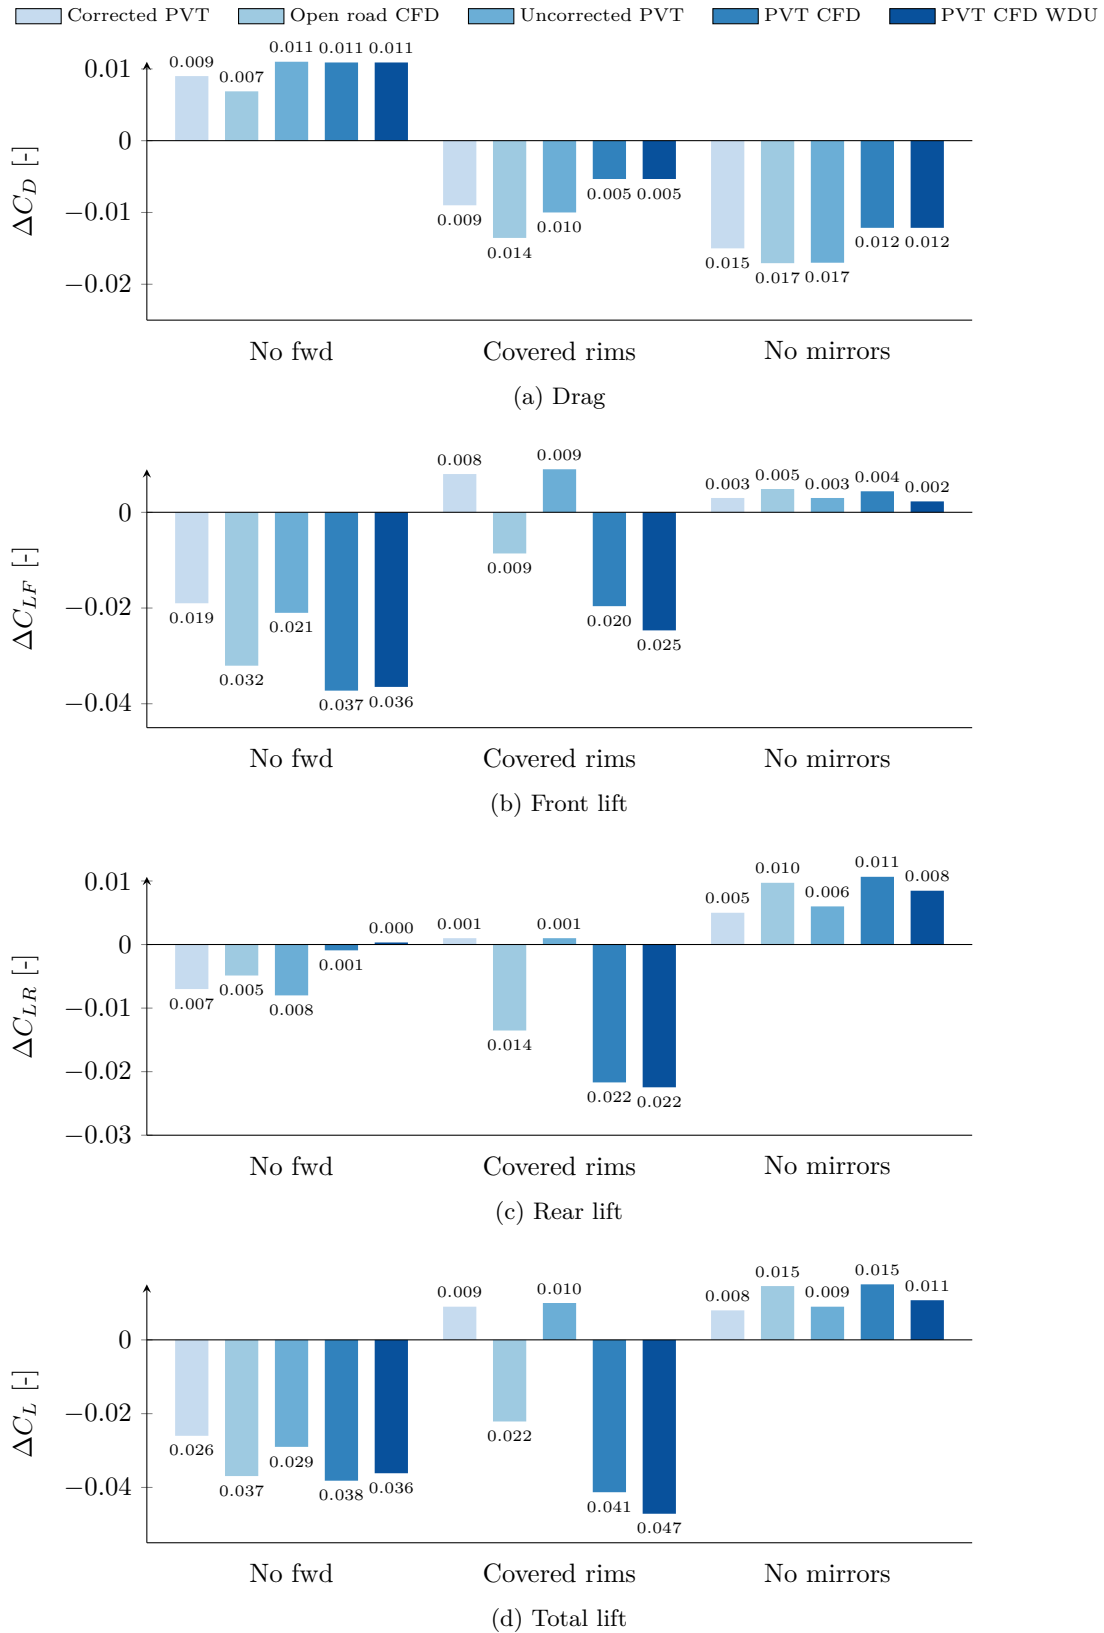 Corrected PVT Open road CFD Uncorrected PVT PVT CFD PVT CFD WDU
0.009 0.007 0.011 0.011 0.011
0.01
0
−0.01
−0.02
ΔC_D [-]
0.009 0.014 0.010 0.005 0.005
0.015 0.017 0.017 0.012 0.012
No fwd Covered rims No mirrors
(a) Drag
0.008 0.009
0.003 0.005 0.003 0.004 0.002
0
−0.02
−0.04
ΔC_{LF} [-]
0.019 0.032 0.021 0.037 0.036
0.009 0.020 0.025
No fwd Covered rims No mirrors
(b) Front lift
0.000 0.001 0.001
0.005 0.010 0.006 0.011 0.008
0.01
0
−0.01
−0.02
−0.03
ΔC_{LR} [-]
0.007 0.005 0.008 0.001
0.014 0.022 0.022
No fwd Covered rims No mirrors
(c) Rear lift
0.009 0.010
0.008 0.015 0.009 0.015 0.011
0
−0.02
−0.04
ΔC_L [-]
0.026 0.037 0.029 0.038 0.036
0.022 0.041 0.047
No fwd Covered rims No mirrors
(d) Total lift